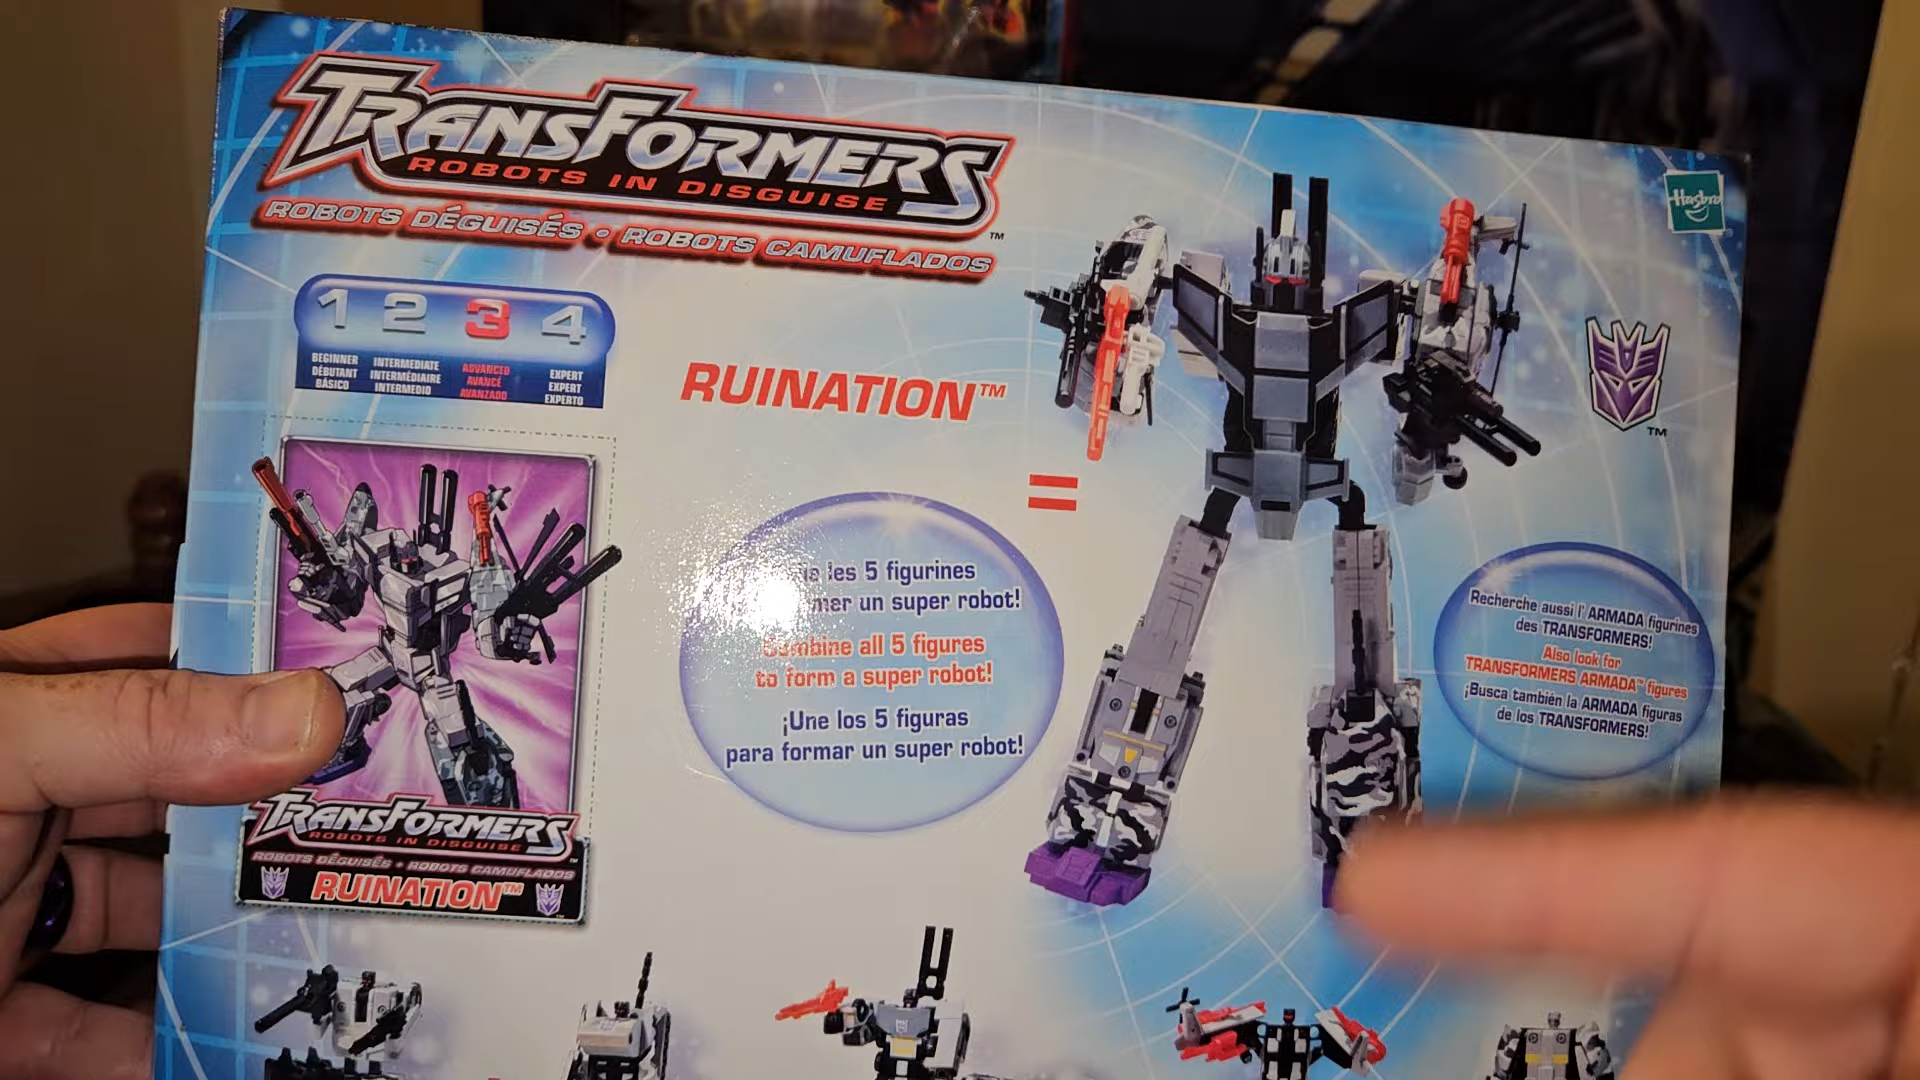 TRANSFORMERS
ROBOTS IN DISGUISE
ROBOTS DÉGUISÉS • ROBOTS CAMUFLADOS™
Hasbro
1 2 3 4
BEGINNER
DÉBUTANT
BÁSICO
INTERMEDIATE
INTERMÉDIAIRE
INTERMEDIO
ADVANCED
AVANCÉ
AVANZADO
EXPERT
EXPERT
EXPERTO
RUINATION™
=
TM
les 5 figurines
un super robot!
Combine all 5 figures
to form a super robot!
¡Une los 5 figuras
para formar un super robot!
Recherche aussi l' ARMADA figurines
des TRANSFORMERS!
Also look for
TRANSFORMERS ARMADA™ figures
¡Busca también la ARMADA figuras
de los TRANSFORMERS!
TRANSFORMERS
ROBOTS IN DISGUISE
ROBOTS DÉGUISÉS • ROBOTS CAMUFLADOS
RUINATION™